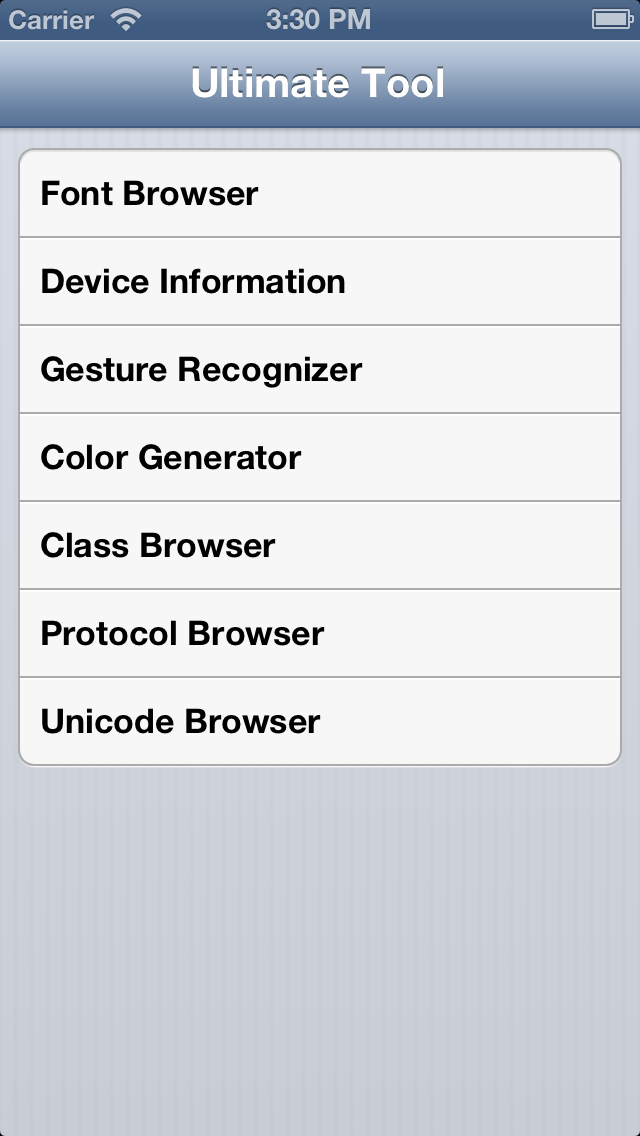 Carrier 3:30 PM
Ultimate Tool
Font Browser
Device Information
Gesture Recognizer
Color Generator
Class Browser
Protocol Browser
Unicode Browser